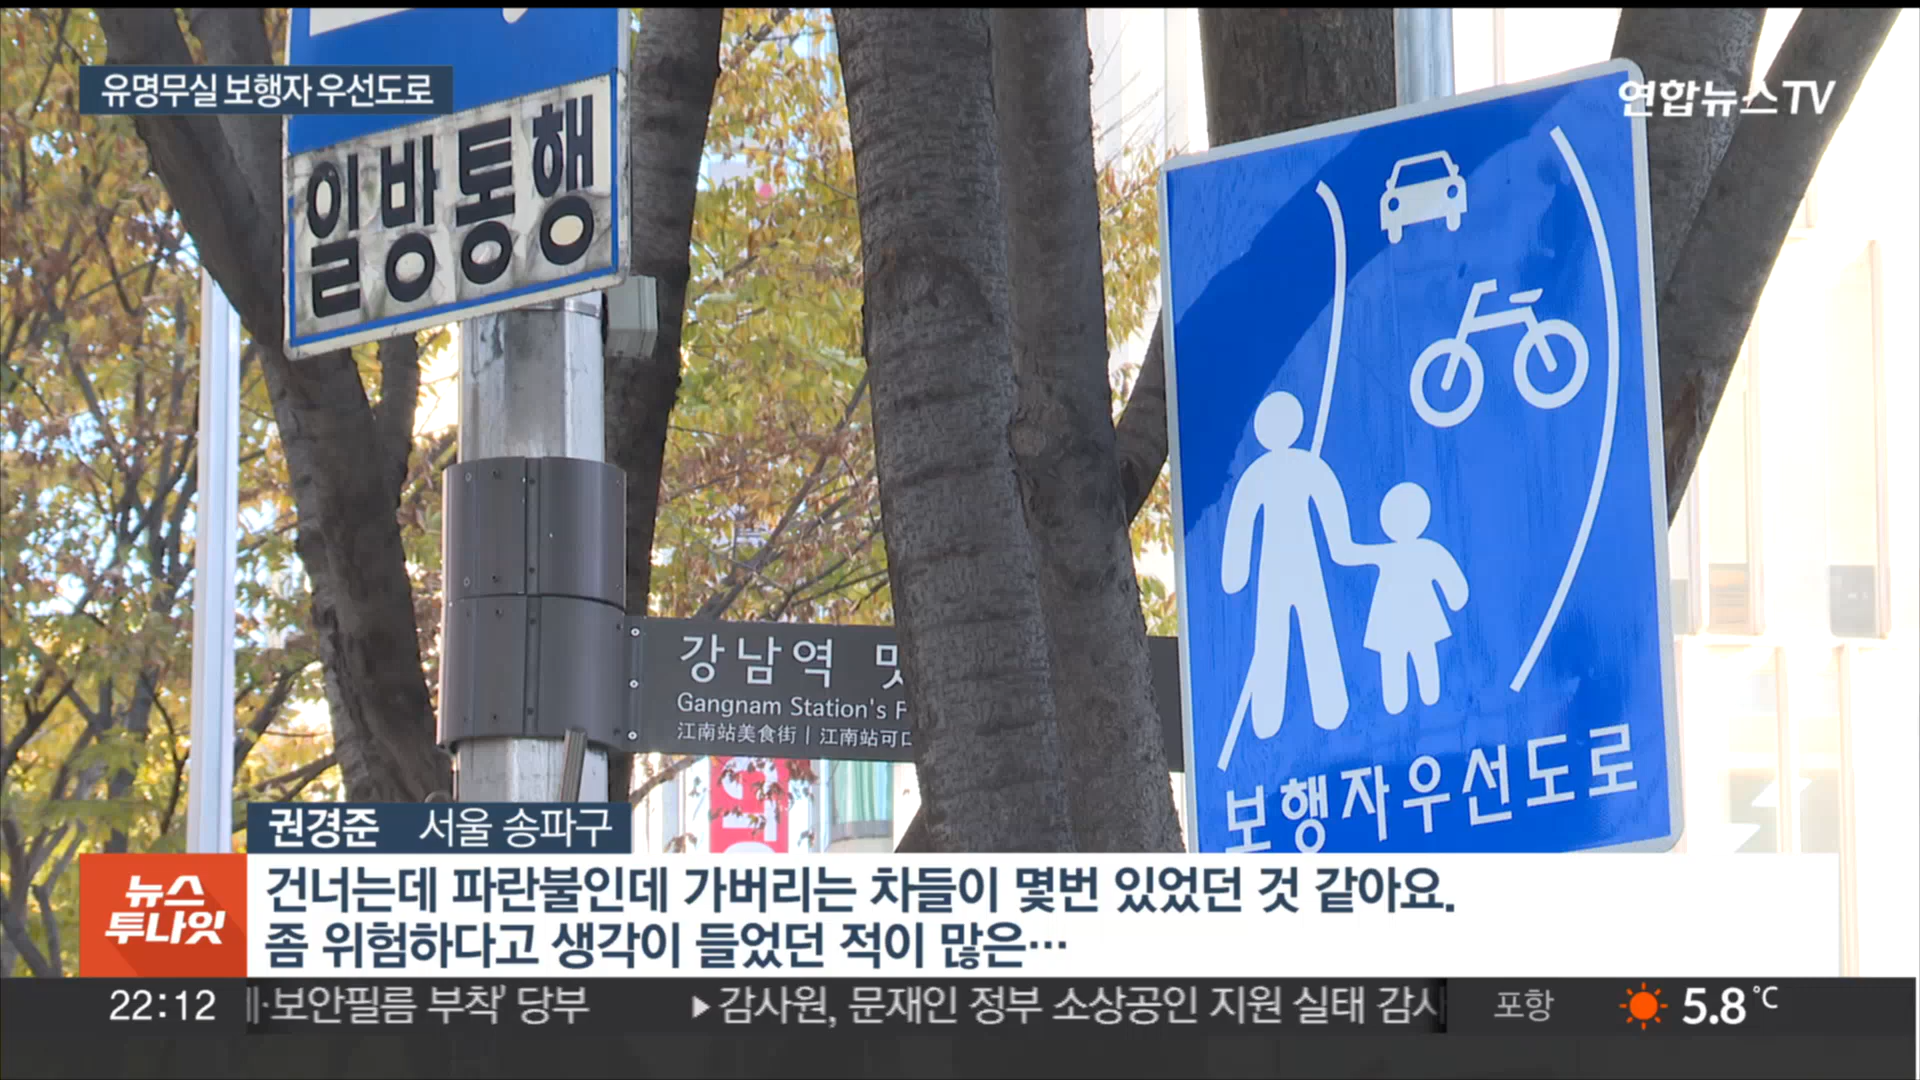 유명무실 보행자 우선도로
연합뉴스TV
일방통행
강남역
Gangnam Station's
江南站美食街 | 江南站可口
보행자우선도로
권경준 서울 송파구
뉴스
투나잇
건너는데 파란불인데 가버리는 차들이 몇번 있었던 것 같아요.
좀 위험하다고 생각이 들었던 적이 많은…
22:12
·보안필름 부착' 당부 ▶감사원, 문재인 정부 소상공인 지원 실태 감사
포항 5.8°C